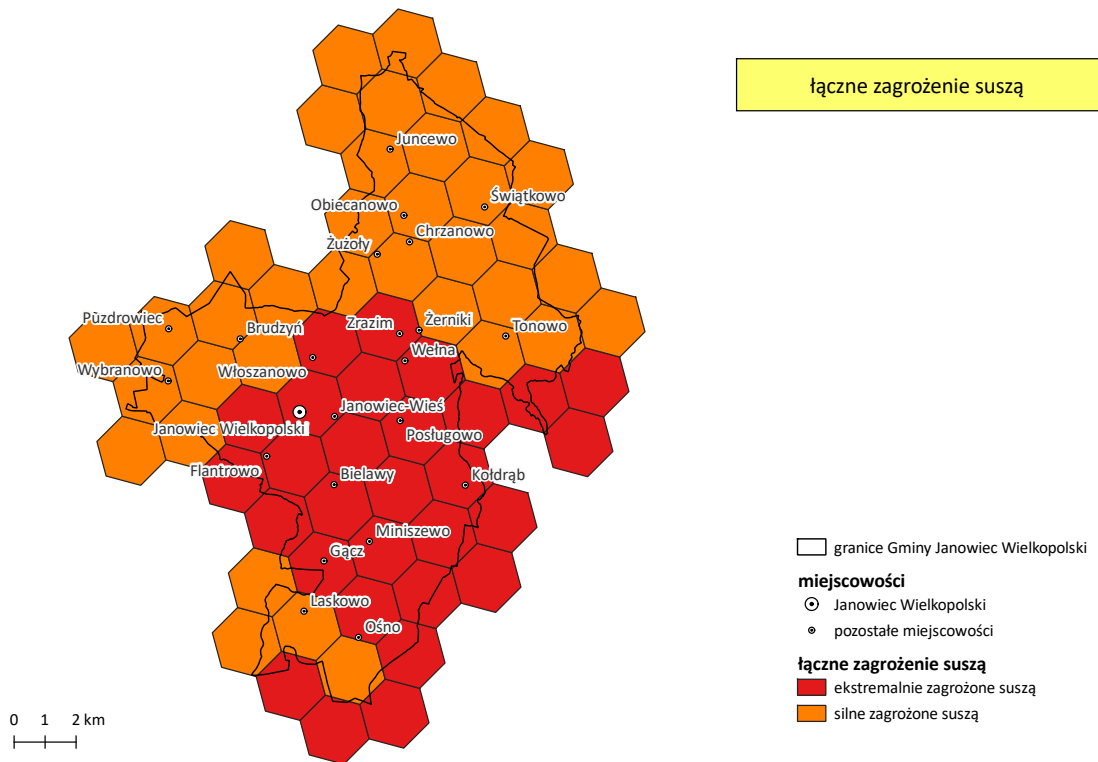 łączne zagrożenie suszą
Juncewo
Świątkowo
Obiecanowo
Chrzanowo
Żużoły
Pùzdrowiec
Brudzyń
Zrazim
Żerniki
Tonowo
Wełna
Wybranowo
Włoszanowo
Janowiec-Wieś
Janowiec Wielkopolski
Posługowo
Flantrowo
Bielawy
Kołdrąb
Miniszewo
Gącz
Laskowo
Ośno
granice Gminy Janowiec Wielkopolski
miejscowości
Janowiec Wielkopolski
pozostałe miejscowości
łączne zagrożenie suszą
ekstremalnie zagrożone suszą
silne zagrożone suszą
0 1 2 km